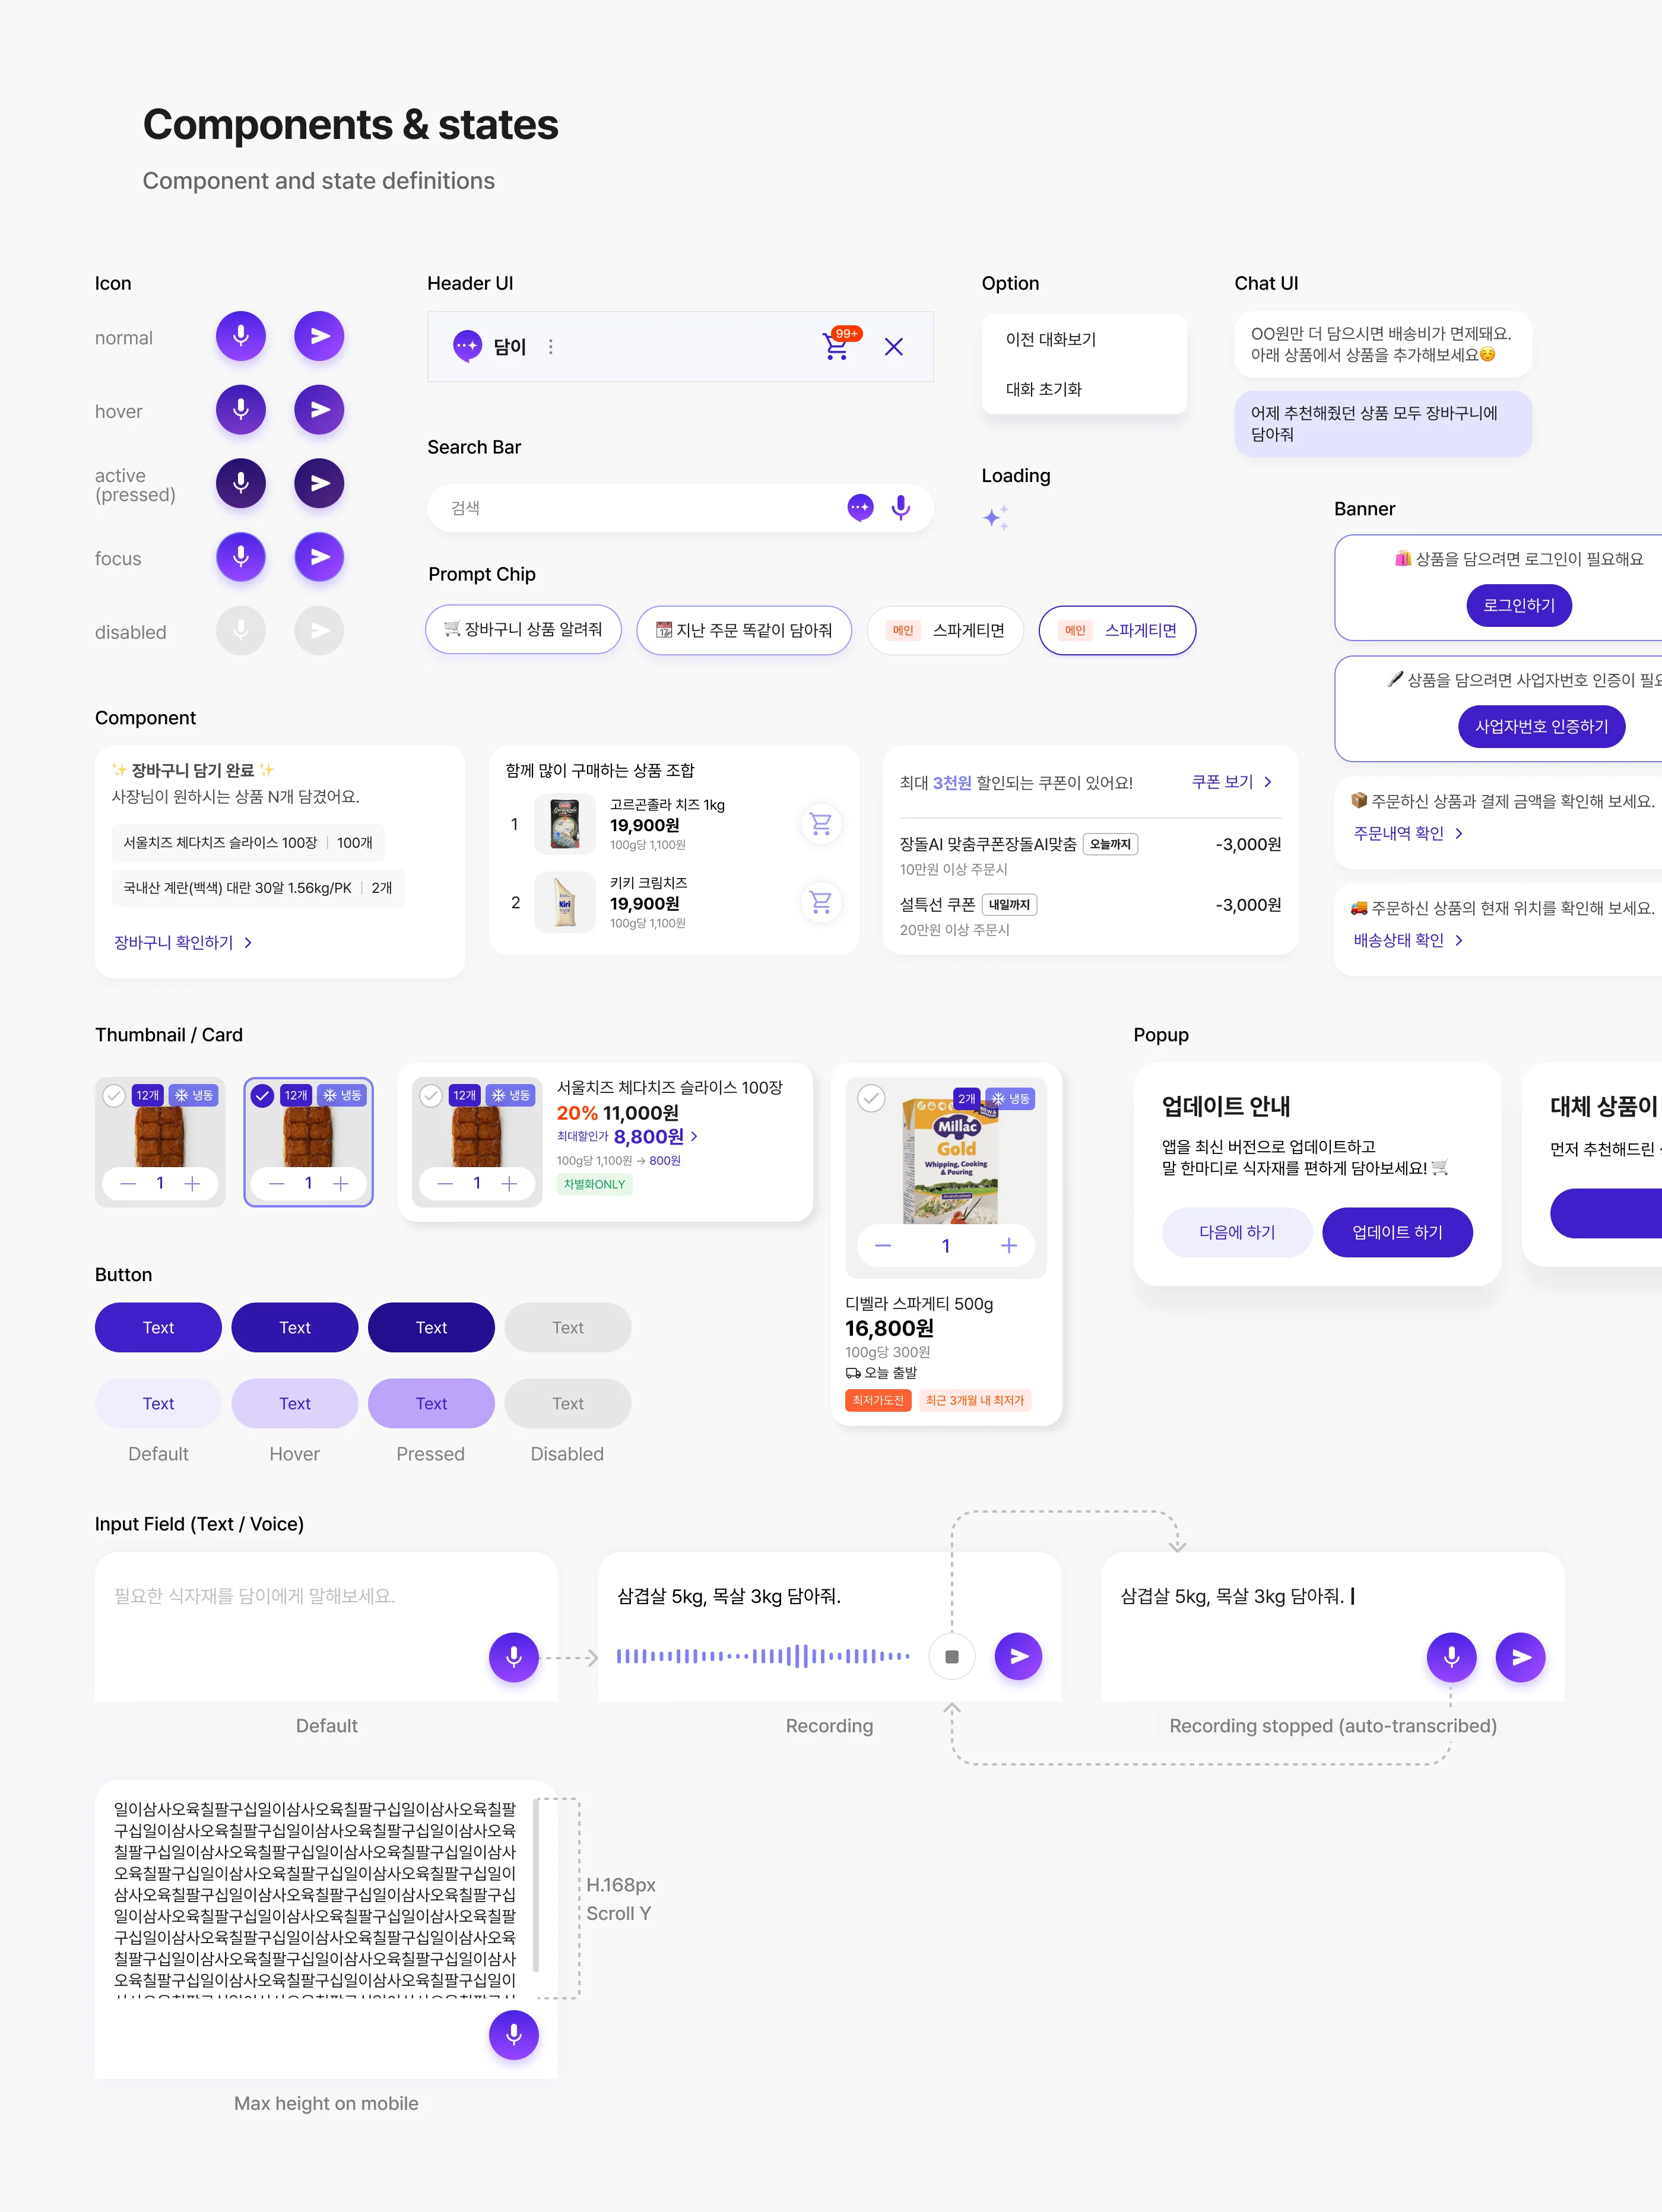 Components & states
Component and state definitions
Icon
normal
hover
active
(pressed)
focus
disabled
Header UI
담이
99+
Search Bar
검색
Prompt Chip
🛒 장바구니 상품 알려줘
📆 지난 주문 똑같이 담아줘
메인 스파게티면
메인 스파게티면
Option
이전 대화보기
대화 초기화
Loading
Chat UI
OO원만 더 담으시면 배송비가 면제돼요.
아래 상품에서 상품을 추가해보세요☺️
어제 추천해줬던 상품 모두 장바구니에
담아줘
Banner
🛍️ 상품을 담으려면 로그인이 필요해요
로그인하기
🖋️ 상품을 담으려면 사업자번호 인증이 필요
사업자번호 인증하기
📦 주문하신 상품과 결제 금액을 확인해 보세요.
주문내역 확인
🚚 주문하신 상품의 현재 위치를 확인해 보세요.
배송상태 확인
Component
✨ 장바구니 담기 완료 ✨
사장님이 원하시는 상품 N개 담겼어요.
서울치즈 체다치즈 슬라이스 100장 | 100개
국내산 계란(백색) 대란 30알 1.56kg/PK | 2개
장바구니 확인하기
함께 많이 구매하는 상품 조합
1
고르곤졸라 치즈 1kg
19,900원
100g당 1,100원
2
Kiri
키키 크림치즈
19,900원
100g당 1,100원
최대 3천원 할인되는 쿠폰이 있어요!
쿠폰 보기
장돌AI 맞춤쿠폰장돌AI맞춤 오늘까지 -3,000원
10만원 이상 주문시
설특선 쿠폰 내일까지 -3,000원
20만원 이상 주문시
Thumbnail / Card
12개 냉동
1
12개 냉동
1
12개 냉동
1
서울치즈 체다치즈 슬라이스 100장
20% 11,000원
최대할인가 8,800원
100g당 1,100원 → 800원
차별화ONLY
2개 냉동
Millac
Gold
Whipping, Cooking
& Pouring
1
디벨라 스파게티 500g
16,800원
100g당 300원
오늘 출발
최저가도전 최근 3개월 내 최저가
Popup
업데이트 안내
앱을 최신 버전으로 업데이트하고
말 한마디로 식자재를 편하게 담아보세요! 🛒
다음에 하기
업데이트 하기
대체 상품이
먼저 추천해드린
Button
Text Text Text Text
Text Text Text Text
Default Hover Pressed Disabled
Input Field (Text / Voice)
필요한 식자재를 담이에게 말해보세요.
Default
삼겹살 5kg, 목살 3kg 담아줘.
Recording
삼겹살 5kg, 목살 3kg 담아줘.
Recording stopped (auto-transcribed)
일이삼사오육칠팔구십일이삼사오육칠팔구십일이삼사오육칠팔
구십일이삼사오육칠팔구십일이삼사오육칠팔구십일이삼사오육
칠팔구십일이삼사오육칠팔구십일이삼사오육칠팔구십일이삼사
오육칠팔구십일이삼사오육칠팔구십일이삼사오육칠팔구십일이
삼사오육칠팔구십일이삼사오육칠팔구십일이삼사오육칠팔구십
일이삼사오육칠팔구십일이삼사오육칠팔구십일이삼사오육칠팔
구십일이삼사오육칠팔구십일이삼사오육칠팔구십일이삼사오육
칠팔구십일이삼사오육칠팔구십일이삼사오육칠팔구십일이삼사
오육칠팔구십일이삼사오육칠팔구십일이삼사오육칠팔구십일이
H.168px
Scroll Y
Max height on mobile